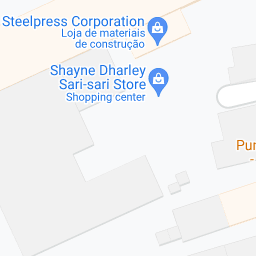 Steelpress Corporation
Loja de materiais
de construção
Shayne Dharley
Sari-sari Store
Shopping center